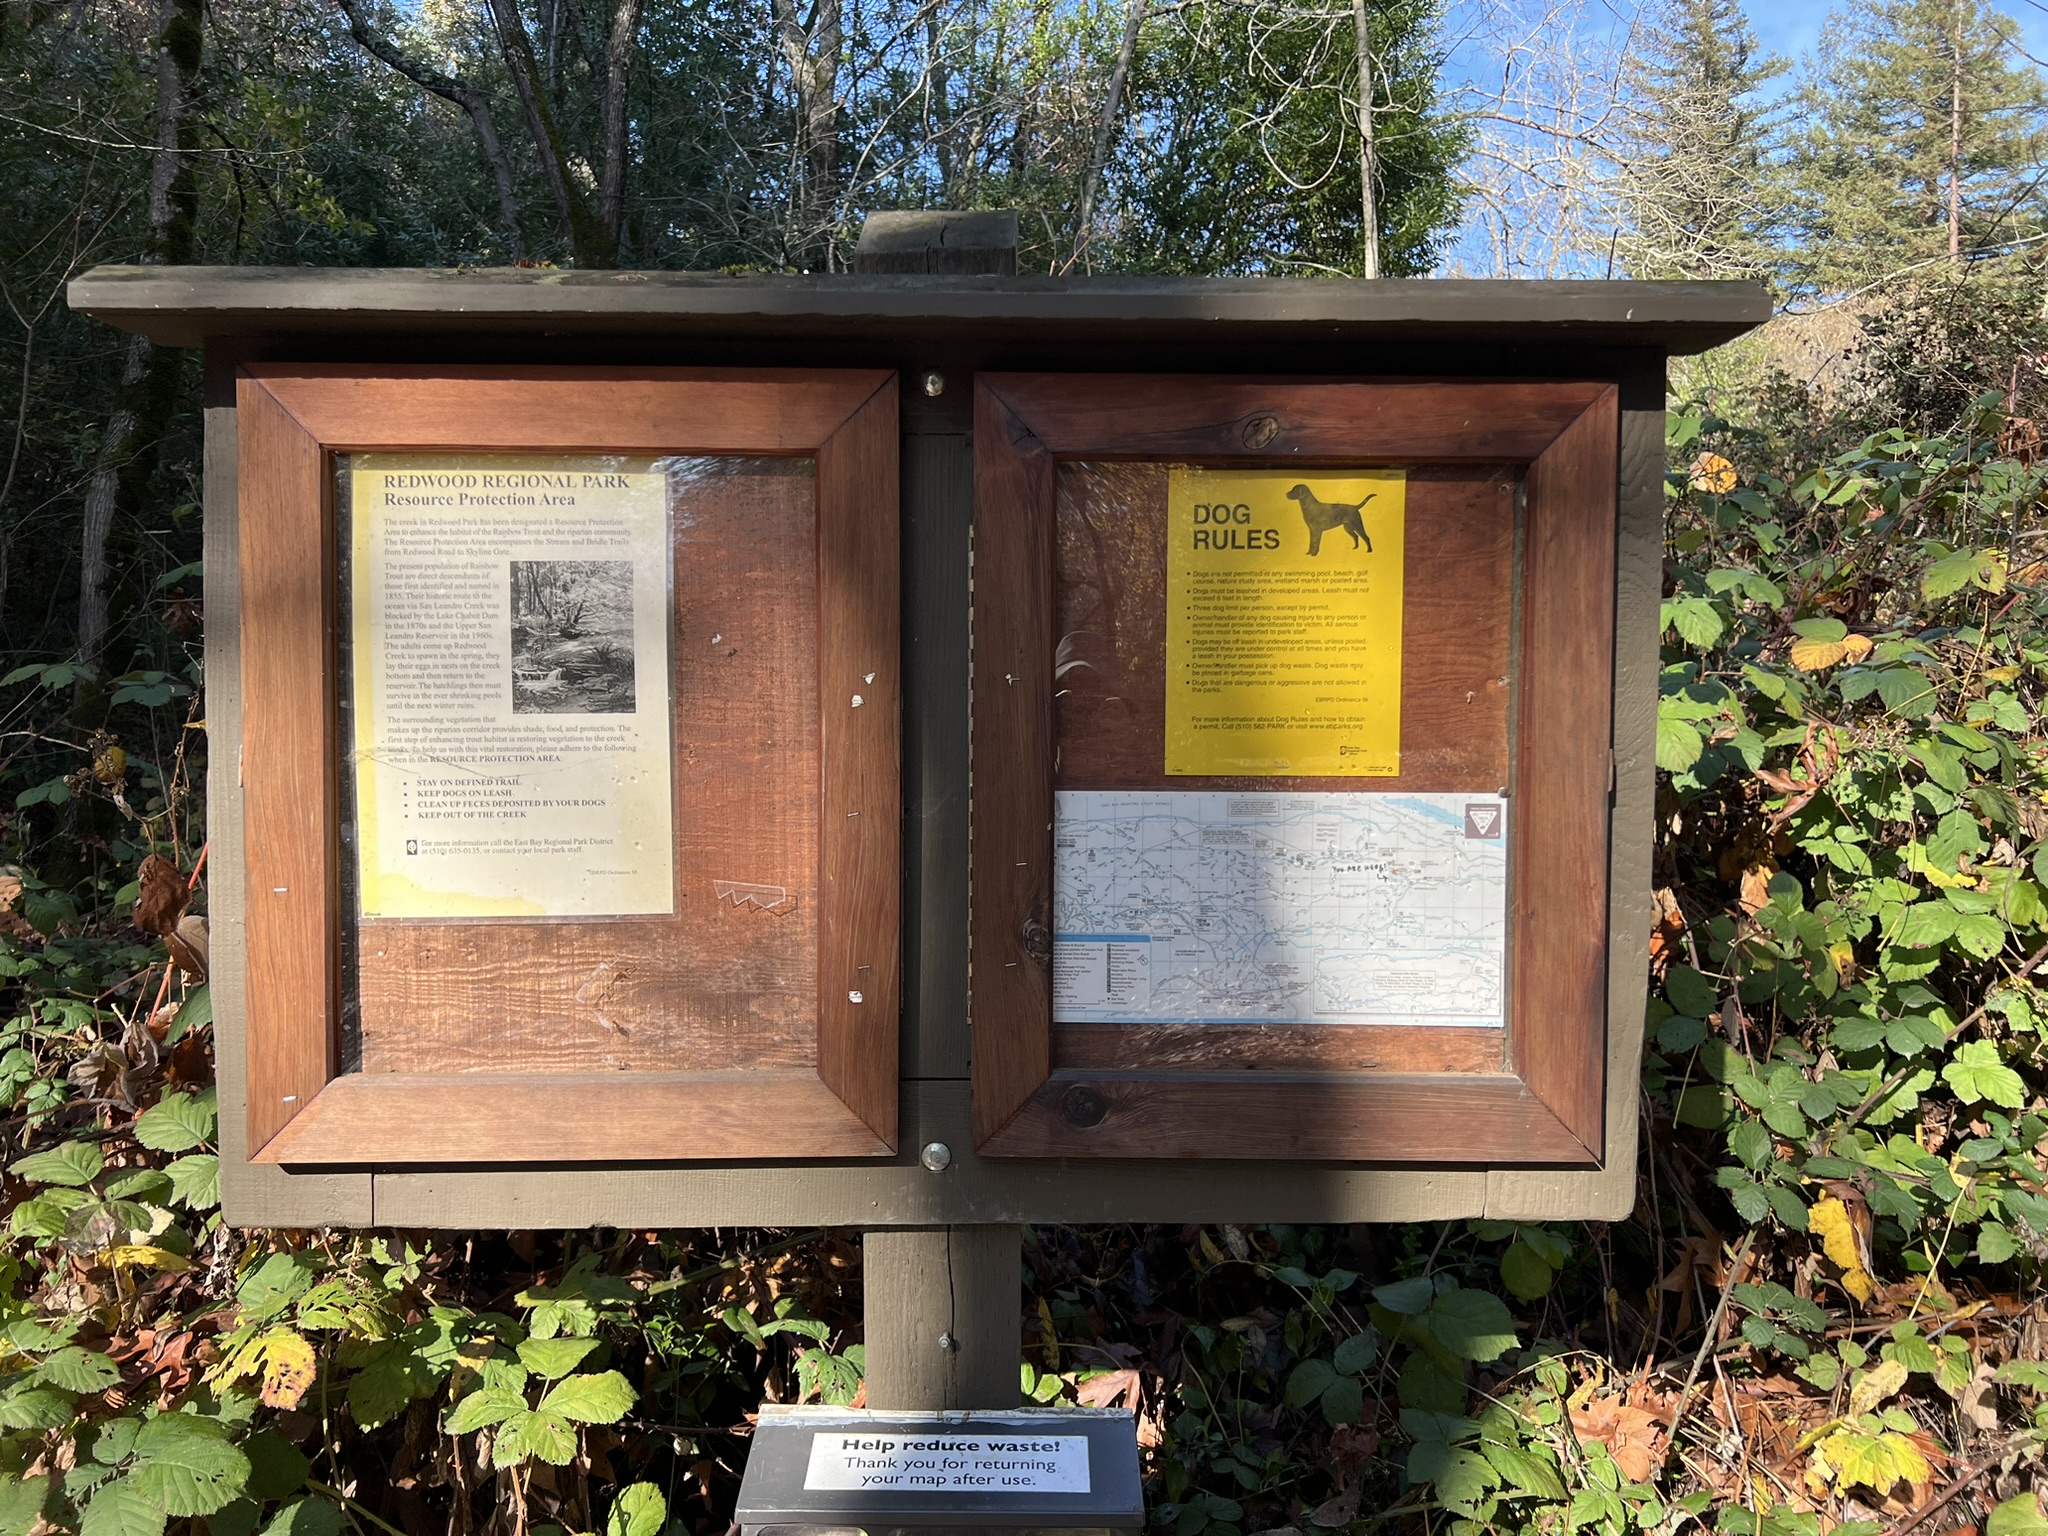 REDWOOD REGIONAL PARK
Resource Protection Area
The creek in Redwood Park has been designated a Resource Protection
Area to enhance the habitat of the Rainbow Trout and the riparian community.
The Resource Protection Area encompasses the Stream and Bridle Trails
from Redwood Road to Skyline Gate.
The present population of Rainbow
Trout are direct descendants of
those first identified and named in
1855. Their historic route to the
ocean via San Leandro Creek was
blocked by the Lake Chabot Dam
in the 1870s and the Upper San
Leandro Reservoir in the 1960s.
The adults come up Redwood
Creek to spawn in the spring, they
lay their eggs in nests on the creek
bottom and then return to the
reservoir. The hatchlings then must
survive in the ever shrinking pools
until the next winter rains.
The surrounding vegetation that
makes up the riparian corridor provides shade, food, and protection. The
first step of enhancing trout habitat is restoring vegetation to the creek
banks. To help us with this vital restoration, please adhere to the following
when in the RESOURCE PROTECTION AREA
• STAY ON DEFINED TRAIL
• KEEP DOGS ON LEASH
• CLEAN UP FECES DEPOSITED BY YOUR DOGS
• KEEP OUT OF THE CREEK
For more information call the East Bay Regional Park District
at (510) 635-0135, or contact your local park staff.
EBRPD Ordinance 38
DOG
RULES
• Dogs are not permitted at any swimming pool, beach, golf
course, nature study area, wetland marsh or posted area.
• Dogs must be leashed in developed areas. Leash must not
exceed 6 feet in length.
• Three dog limit per person, except by permit.
• Owner/handler of any dog causing injury to any person or
animal must provide identification to victim. All serious
injuries must be reported to park staff.
• Dogs may be off leash in undeveloped areas, unless posted,
provided they are under control at all times and you have
a leash in your possession.
• Owner/handler must pick up dog waste. Dog waste may
be placed in garbage cans.
• Dogs that are dangerous or aggressive are not allowed in
the parks.
EBRPD Ordinance 38
For more information about Dog Rules and how to obtain
a permit, Call (510) 562-PARK or visit www.ebparks.org
YOU ARE HERE!
Help reduce waste!
Thank you for returning
your map after use.